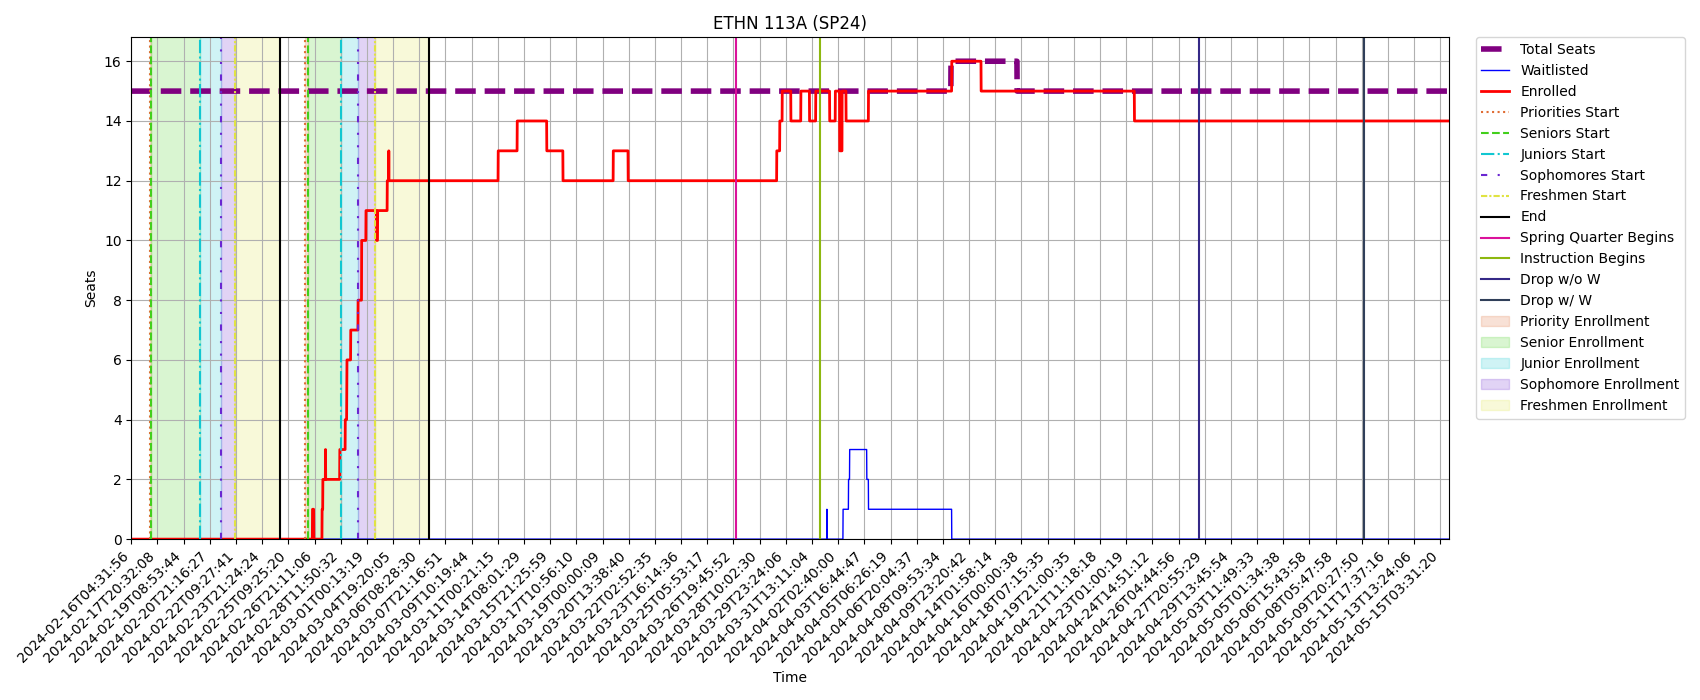 ETHN 113A (SP24)
16
14
12
10
8
6
4
2
0
Seats
2024-02-16T04:31:56
2024-02-17T20:32:08
2024-02-19T08:53:44
2024-02-20T21:16:27
2024-02-22T09:27:41
2024-02-23T21:24:24
2024-02-25T09:25:20
2024-02-26T21:11:06
2024-02-28T11:50:32
2024-03-01T00:13:19
2024-03-04T19:20:05
2024-03-06T08:28:30
2024-03-07T21:16:51
2024-03-09T10:19:44
2024-03-11T00:21:15
2024-03-14T08:01:29
2024-03-15T21:25:59
2024-03-17T10:56:10
2024-03-19T00:00:09
2024-03-20T13:38:40
2024-03-22T02:52:35
2024-03-23T16:14:36
2024-03-25T05:53:17
2024-03-26T19:45:52
2024-03-28T10:02:30
2024-03-29T23:24:06
2024-03-31T13:11:04
2024-04-02T02:40:00
2024-04-03T16:44:47
2024-04-05T06:26:19
2024-04-06T20:04:37
2024-04-08T09:53:34
2024-04-09T23:20:42
2024-04-14T01:58:14
2024-04-16T00:00:38
2024-04-18T07:15:35
2024-04-19T21:00:35
2024-04-21T11:18:18
2024-04-23T01:00:19
2024-04-24T14:51:12
2024-04-26T04:44:56
2024-04-27T20:55:29
2024-04-29T13:45:54
2024-05-03T11:49:33
2024-05-05T01:34:38
2024-05-06T15:43:58
2024-05-08T05:47:58
2024-05-09T20:27:50
2024-05-11T17:37:16
2024-05-13T13:24:06
2024-05-15T03:31:20
Time
Total Seats
Waitlisted
Enrolled
Priorities Start
Seniors Start
Juniors Start
Sophomores Start
Freshmen Start
End
Spring Quarter Begins
Instruction Begins
Drop w/o W
Drop w/ W
Priority Enrollment
Senior Enrollment
Junior Enrollment
Sophomore Enrollment
Freshmen Enrollment